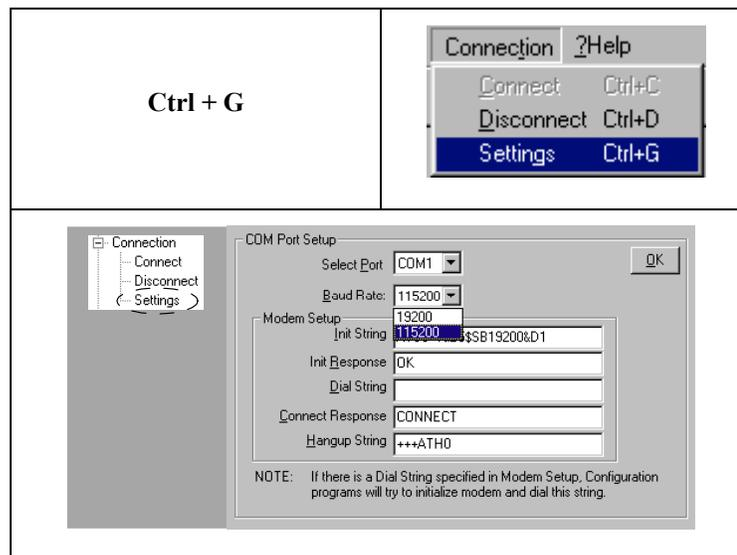 Ctrl + G
Connection ?Help
Connect Ctrl+C
Disconnect Ctrl+D
Settings Ctrl+G
Connection
Connect
Disconnect
Settings
COM Port Setup
Select Port COM1
OK
Baud Rate: 115200
19200
115200
Modem Setup
Init String $SB19200&D1
Init Response OK
Dial String
Connect Response CONNECT
Hangup String +++ATH0
NOTE: If there is a Dial String specified in Modem Setup, Configuration
programs will try to initialize modem and dial this string.